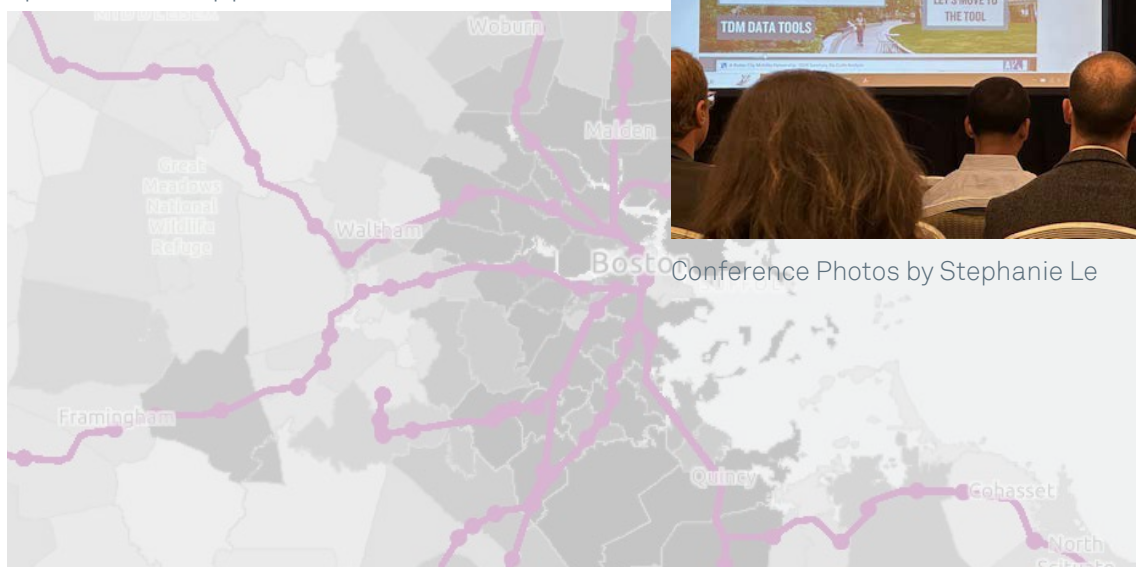 LET'S MOVE TO
THE TOOL
TDM DATA TOOLS
Woburn
Malden
Great
Meadows
National
Wildlife
Refuge
Waltham
Bosto
Conference Photos by Stephanie Le
Framingham
Quincy
Cohasset
North